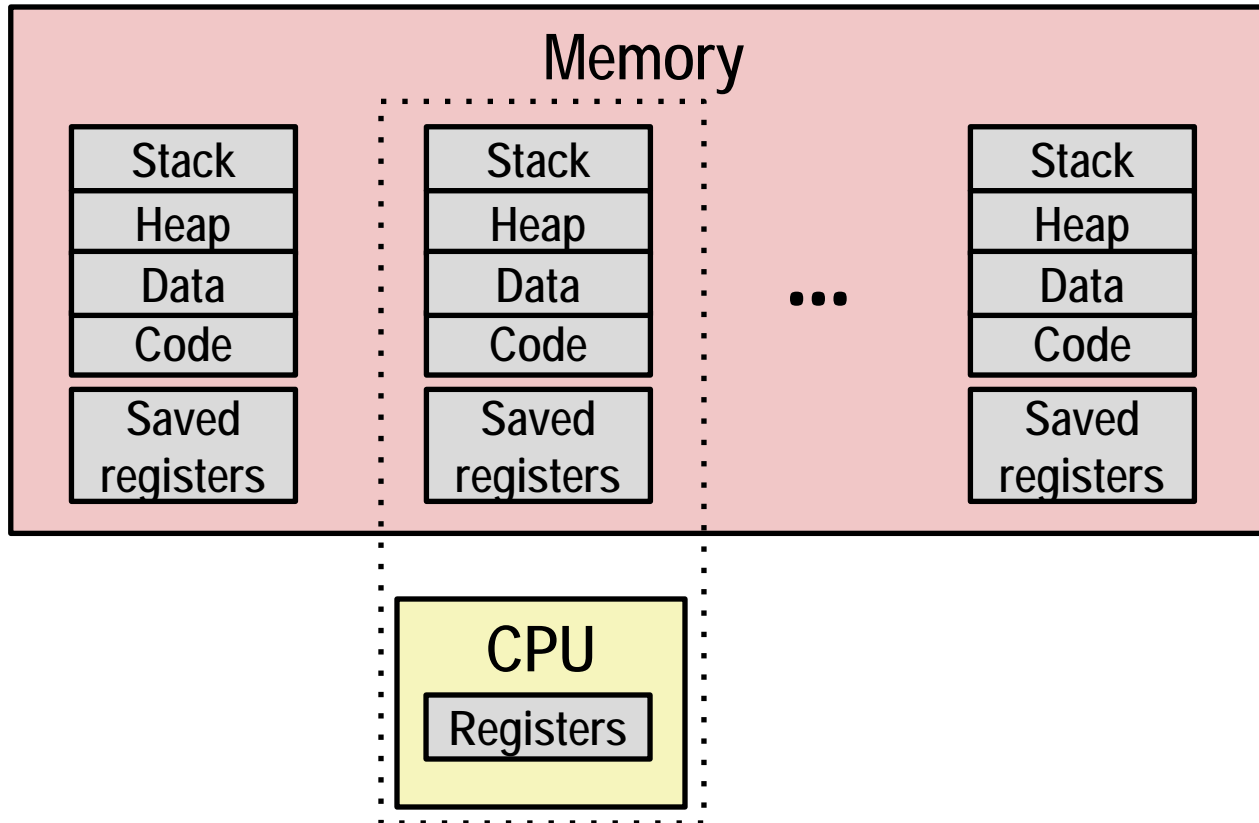 Memory
Stack
Heap
Data
Code
Saved
registers
Stack
Heap
Data
Code
Saved
registers
...
Stack
Heap
Data
Code
Saved
registers
CPU
Registers